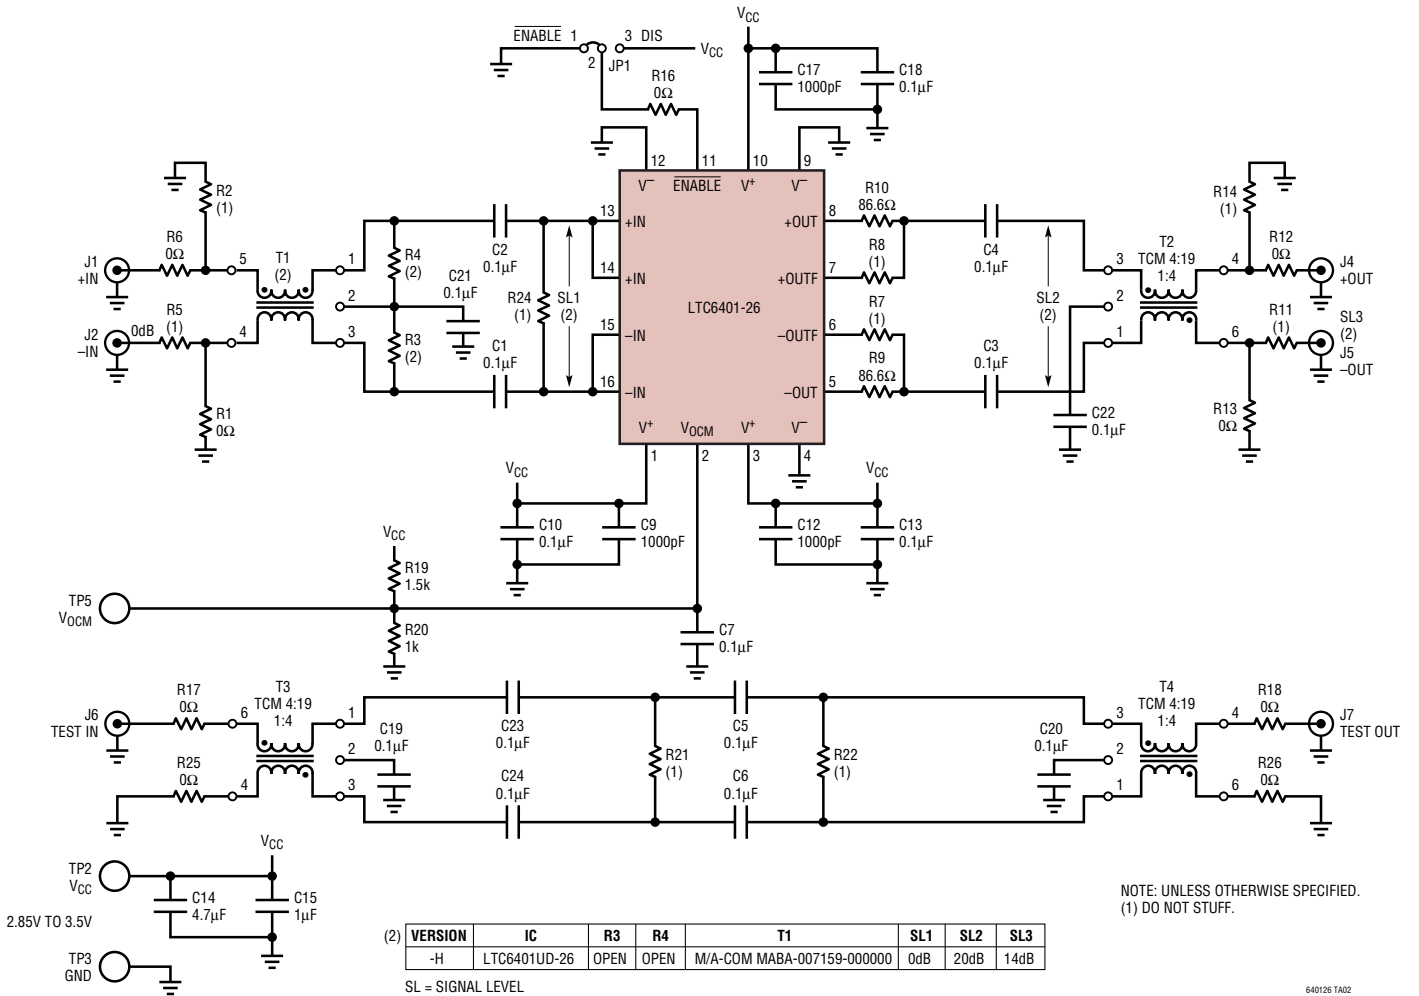 VCC
ENABLE 1
3 DIS
VCC
2
JP1
R16
0Ω
C17
1000pF
C18
0.1µF
12
11
10
9
V–
ENABLE
V+
V–
R2
(1)
R6
0Ω
J1
+IN
5
T1
(2)
1
R4
(2)
C21
0.1µF
2
C2
0.1µF
R24
(1)
SL1
(2)
13
+IN
14
+IN
LTC6401-26
15
–IN
16
–IN
J2
–IN
0dB
R5
(1)
4
3
R3
(2)
C1
0.1µF
R1
0Ω
8
+OUT
R10
86.6Ω
7
+OUTF
R8
(1)
6
–OUTF
R7
(1)
5
–OUT
R9
86.6Ω
C4
0.1µF
C3
0.1µF
SL2
(2)
C22
0.1µF
3
2
1
T2
TCM 4:19
1:4
4
6
R14
(1)
R12
0Ω
J4
+OUT
R11
(1)
SL3
(2)
J5
–OUT
R13
0Ω
V+
VOCM
V+
V–
1
2
3
4
VCC
C10
0.1µF
C9
1000pF
C12
1000pF
VCC
C13
0.1µF
VCC
R19
1.5k
TP5
VOCM
R20
1k
C7
0.1µF
J6
TEST IN
R17
0Ω
6
T3
TCM 4:19
1:4
1
2
3
4
R25
0Ω
C19
0.1µF
C23
0.1µF
C24
0.1µF
R21
(1)
C5
0.1µF
C6
0.1µF
R22
(1)
C20
0.1µF
3
2
1
T4
TCM 4:19
1:4
4
6
R18
0Ω
J7
TEST OUT
R26
0Ω
TP2
VCC
VCC
C14
4.7µF
C15
1µF
2.85V TO 3.5V
TP3
GND
NOTE: UNLESS OTHERWISE SPECIFIED.
(1) DO NOT STUFF.
(2) VERSION IC R3 R4 T1 SL1 SL2 SL3
-H LTC6401UD-26 OPEN OPEN M/A-COM MABA-007159-000000 0dB 20dB 14dB
SL = SIGNAL LEVEL
640126 TA02